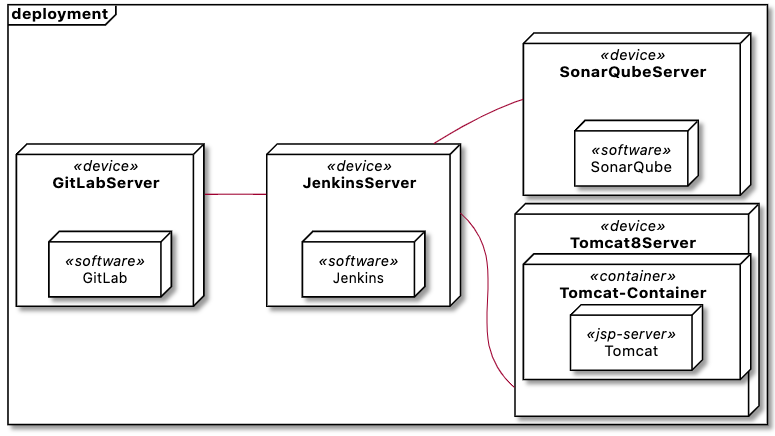 deployment
«device»
GitLabServer
«software»
GitLab
«device»
JenkinsServer
«software»
Jenkins
«device»
SonarQubeServer
«software»
SonarQube
«device»
Tomcat8Server
«container»
Tomcat-Container
«jsp-server»
Tomcat